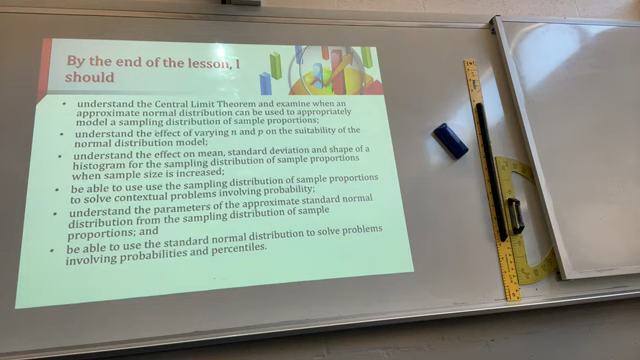 By the end of the lesson, I
should
• understand the Central Limit Theorem and examine when an
approximate normal distribution can be used to appropriately
model a sampling distribution of sample proportions;
• understand the effect of varying n and p on the suitability of the
normal distribution model;
• understand the effect on mean, standard deviation and shape of a
histogram for the sampling distribution of sample proportions
when sample size is increased;
• be able to use use the sampling distribution of sample proportions
to solve contextual problems involving probability;
• understand the parameters of the approximate standard normal
distribution from the sampling distribution of sample
proportions; and
• be able to use the standard normal distribution to solve problems
involving probabilities and percentiles.